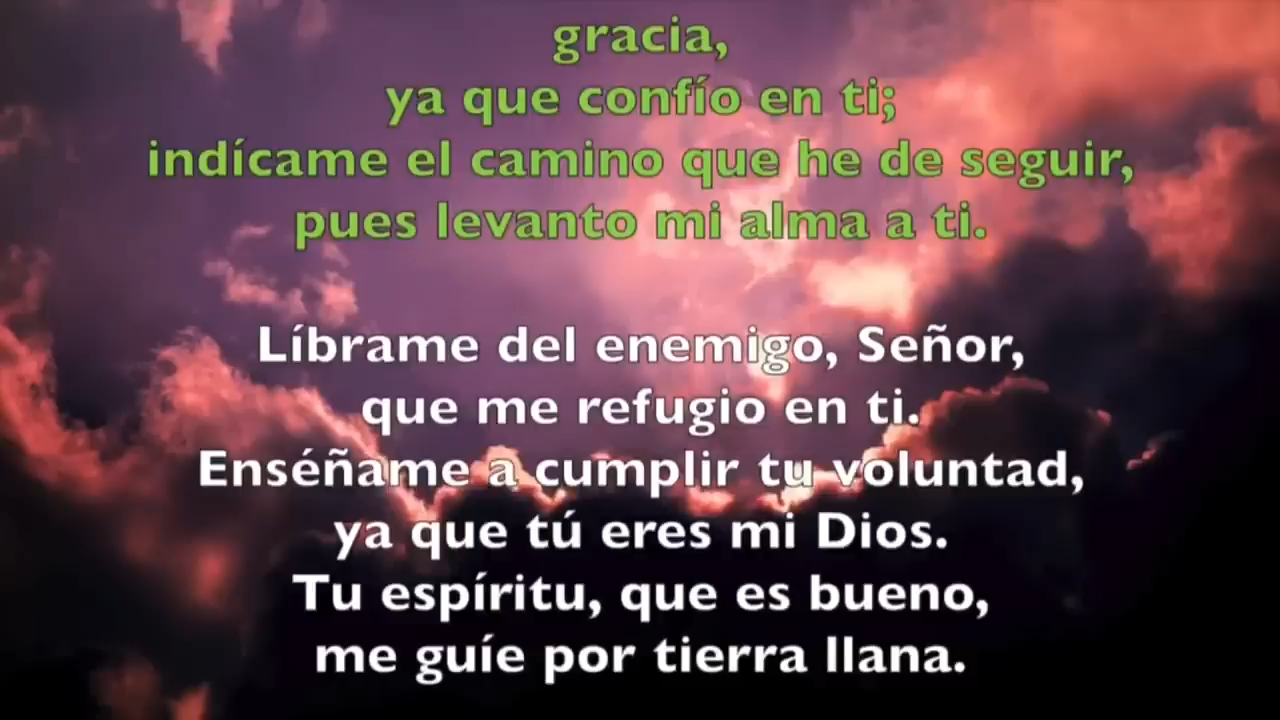 gracia,
ya que confío en ti;
indícame el camino que he de seguir,
pues levanto mi alma a ti.
Líbrame del enemigo, Señor,
que me refugio en ti.
Enséñame a cumplir tu voluntad,
ya que tú eres mi Dios.
Tu espíritu, que es bueno,
me guíe por tierra llana.